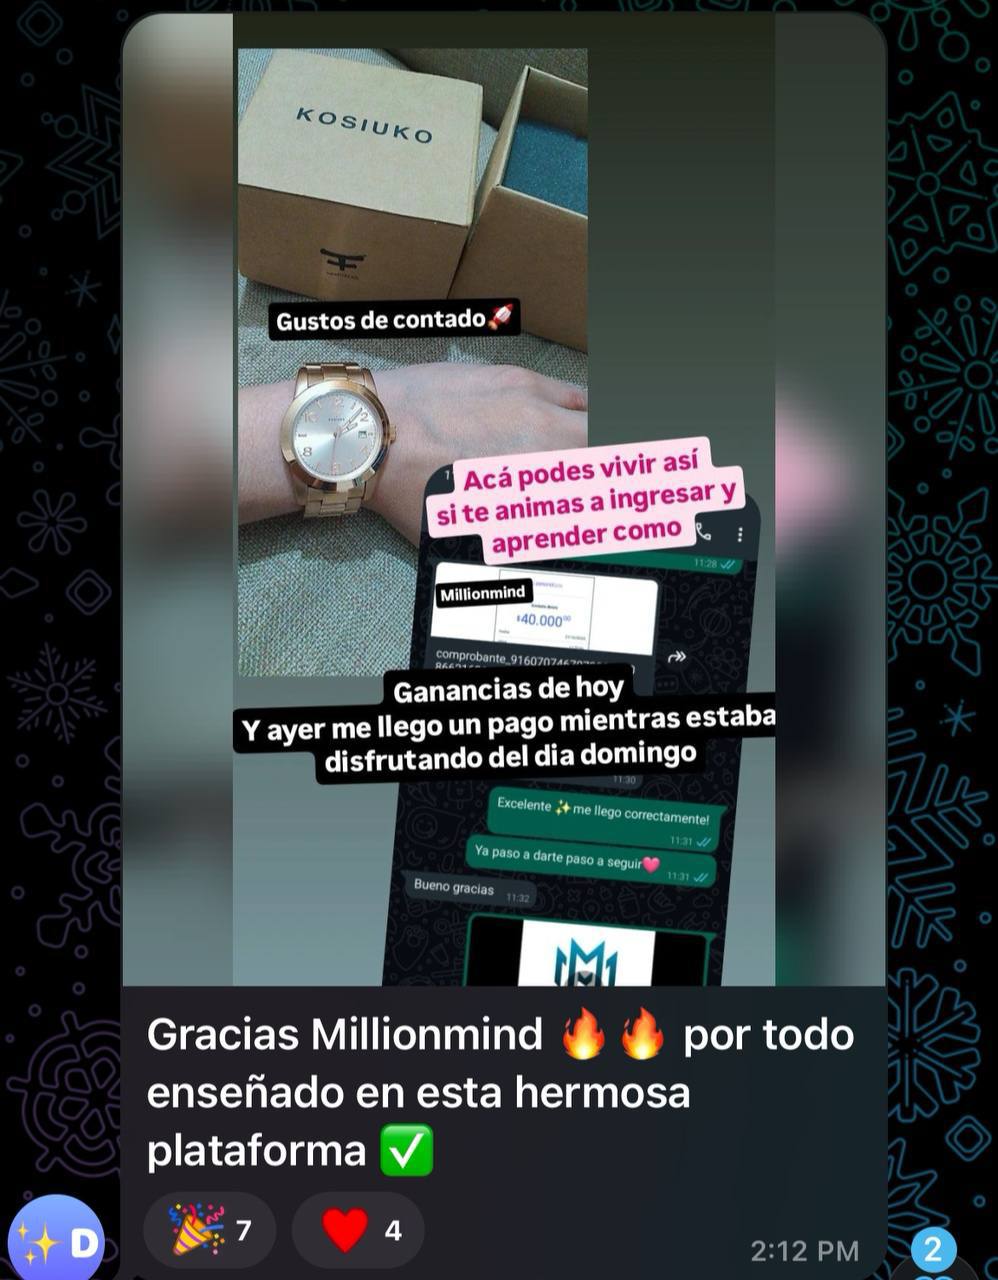 KOSIUKO
Gustos de contado🚀
Acá podes vivir así
si te animas a ingresar y
aprender como
11:28
Millionmind
$40.000⁰⁰
comprobante_91607074
Ganancias de hoy
Y ayer me llego un pago mientras estaba
disfrutando del dia domingo
11:30
Excelente ✨me llego correctamente!
11:31
Ya paso a darte paso a seguir💗
11:31
Bueno gracias
11:32
Gracias Millionmind 🔥🔥 por todo
enseñado en esta hermosa
plataforma ✅
🎉 7 ❤️ 4
2:12 PM
D
2